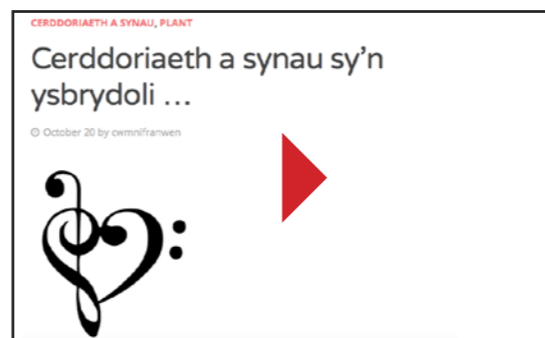 CERDDORIAETH A SYNAU, PLANT
Cerddoriaeth a synau sy'n
ysbrydoli ...
October 20 by cwmnifranwen